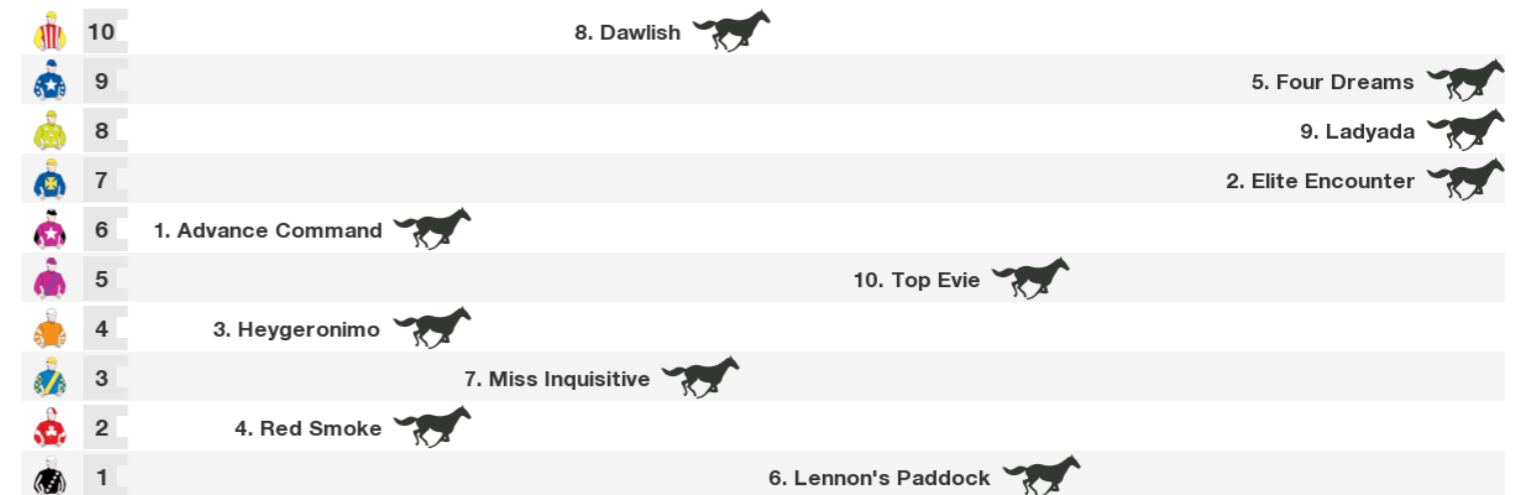 10 8. Dawlish
9 5. Four Dreams
8 9. Ladyada
7 2. Elite Encounter
6 1. Advance Command
5 10. Top Evie
4 3. Heygeronimo
3 7. Miss Inquisitive
2 4. Red Smoke
1 6. Lennon's Paddock